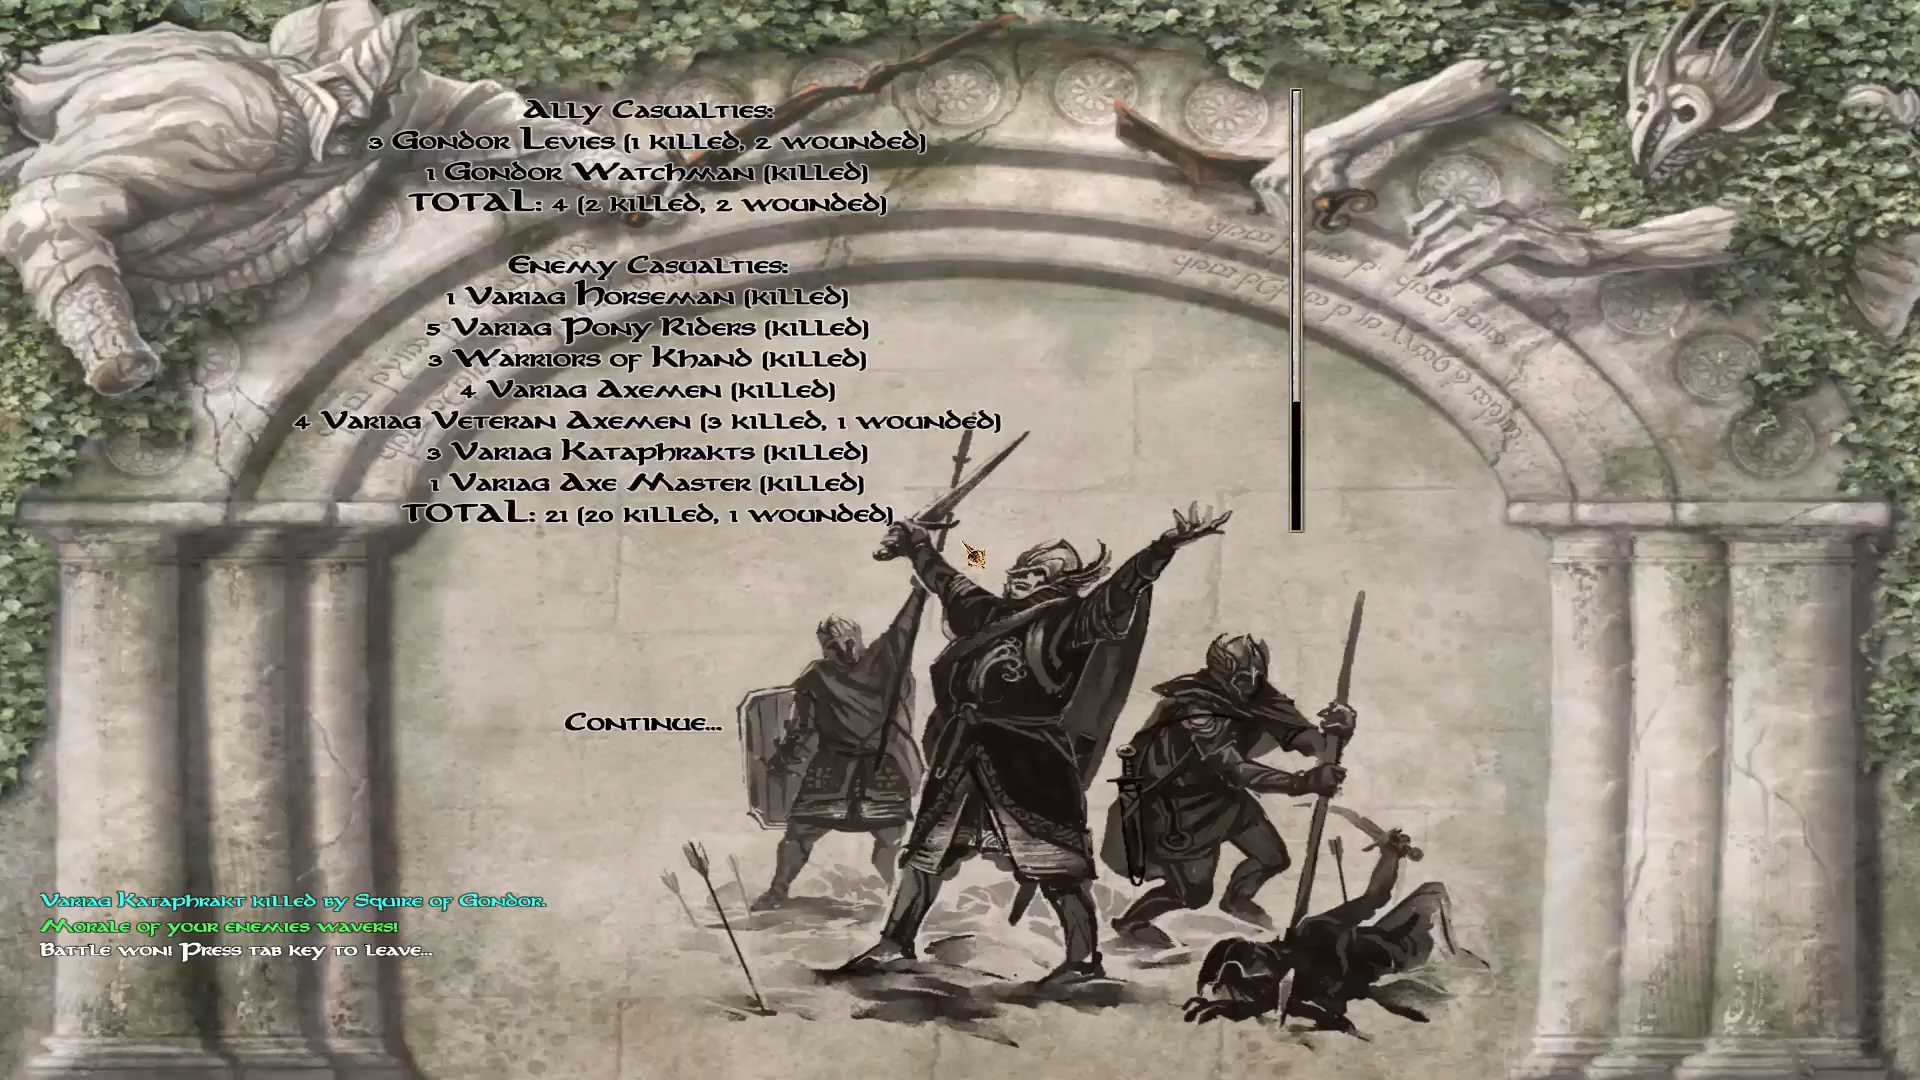 Ally Casualties:
3 Gondor Levies (1 killed, 2 wounded)
1 Gondor Watchman (killed)
TOTAL: 4 (2 killed, 2 wounded)
Enemy Casualties:
1 Variag Horseman (killed)
5 Variag Pony Riders (killed)
3 Warriors of Khand (killed)
4 Variag Axemen (killed)
4 Variag Veteran Axemen (3 killed, 1 wounded)
3 Variag Kataphrakts (killed)
1 Variag Axe Master (killed)
TOTAL: 21 (20 killed, 1 wounded)
Continue...
Variag Kataphrakt killed by Squire of Gondor.
Morale of your enemies wavers!
Battle won! Press tab key to leave...